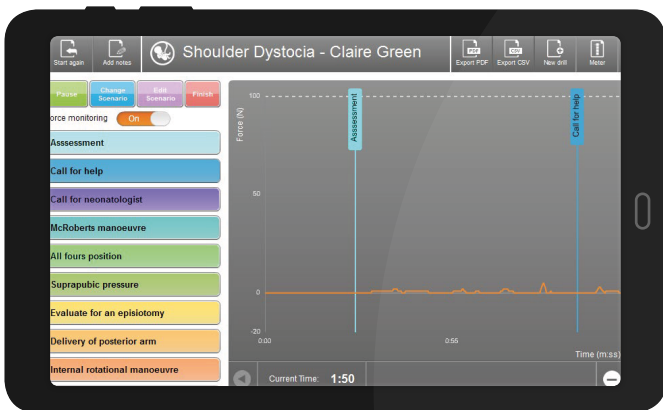 Start again
Add notes
Shoulder Dystocia - Claire Green
PDF
Export PDF
CSV
Export CSV
New drill
Meter
Pause
Change
Scenario
Edit
Scenario
Finish
orce monitoring
On
Asssessment
Call for help
Call for neonatologist
McRoberts manoeuvre
All fours position
Suprapubic pressure
Evaluate for an episiotomy
Delivery of posterior arm
Internal rotational manoeuvre
Force (N)
100
50
0
-20
Asssessment
Call for help
0:00
0:55
Time (m:ss)
Current Time: 1:50